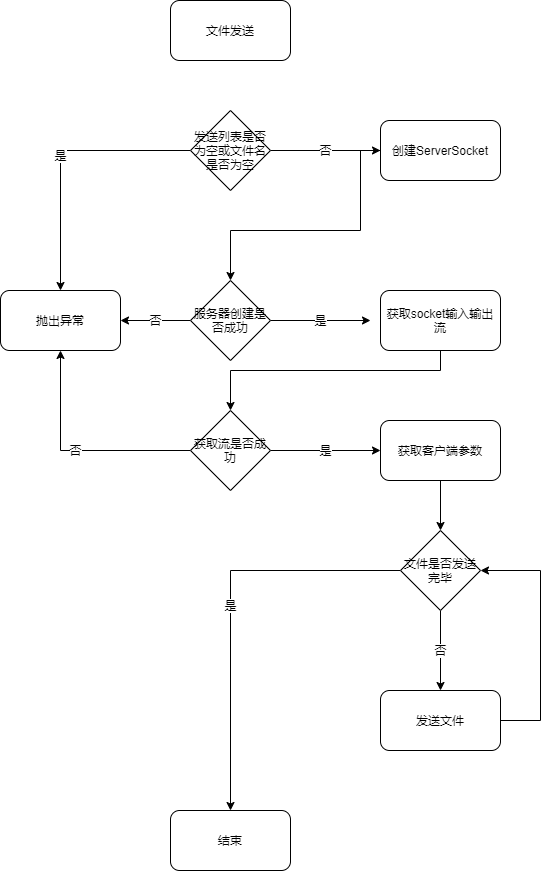 文件发送
发送列表是否
为空或文件名
是否为空
是
否
创建ServerSocket
抛出异常
否
服务器创建是
否成功
是
获取socket输入输出
流
否
获取流是否成
功
是
获取客户端参数
文件是否发送
完毕
是
否
发送文件
结束